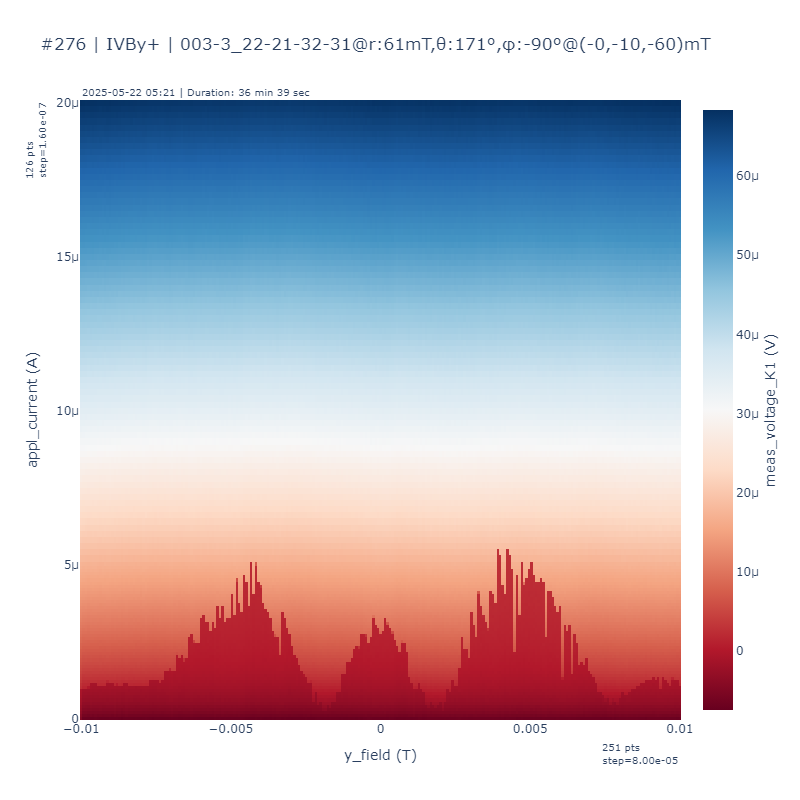 #276 | IVBy+ | 003-3_22-21-32-31@r:61mT,θ:171°,φ:-90°@(-0,-10,-60)mT
2025-05-22 05:21 | Duration: 36 min 39 sec
126 pts
step=1.60e-07
20μ
15μ
10μ
5μ
0
appl_current (A)
−0.01
−0.005
0
0.005
0.01
y_field (T)
251 pts
step=8.00e-05
60μ
50μ
40μ
30μ
20μ
10μ
0
meas_voltage_K1 (V)